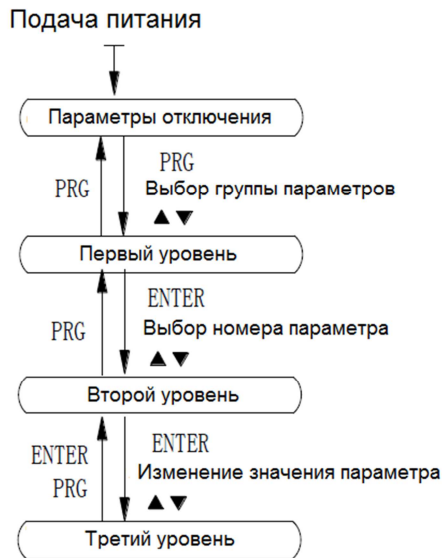 Подача питания
Параметры отключения
PRG
PRG
Выбор группы параметров
▲ ▼
Первый уровень
ENTER
PRG
Выбор номера параметра
▲ ▼
Второй уровень
ENTER
ENTER
PRG
Изменение значения параметра
▲ ▼
Третий уровень